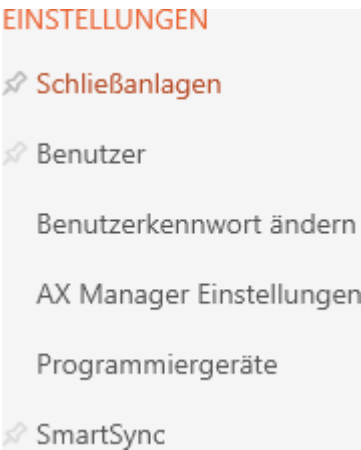 EINSTELLUNGEN
Schließanlagen
Benutzer
Benutzerkennwort ändern
AX Manager Einstellungen
Programmiergeräte
SmartSync